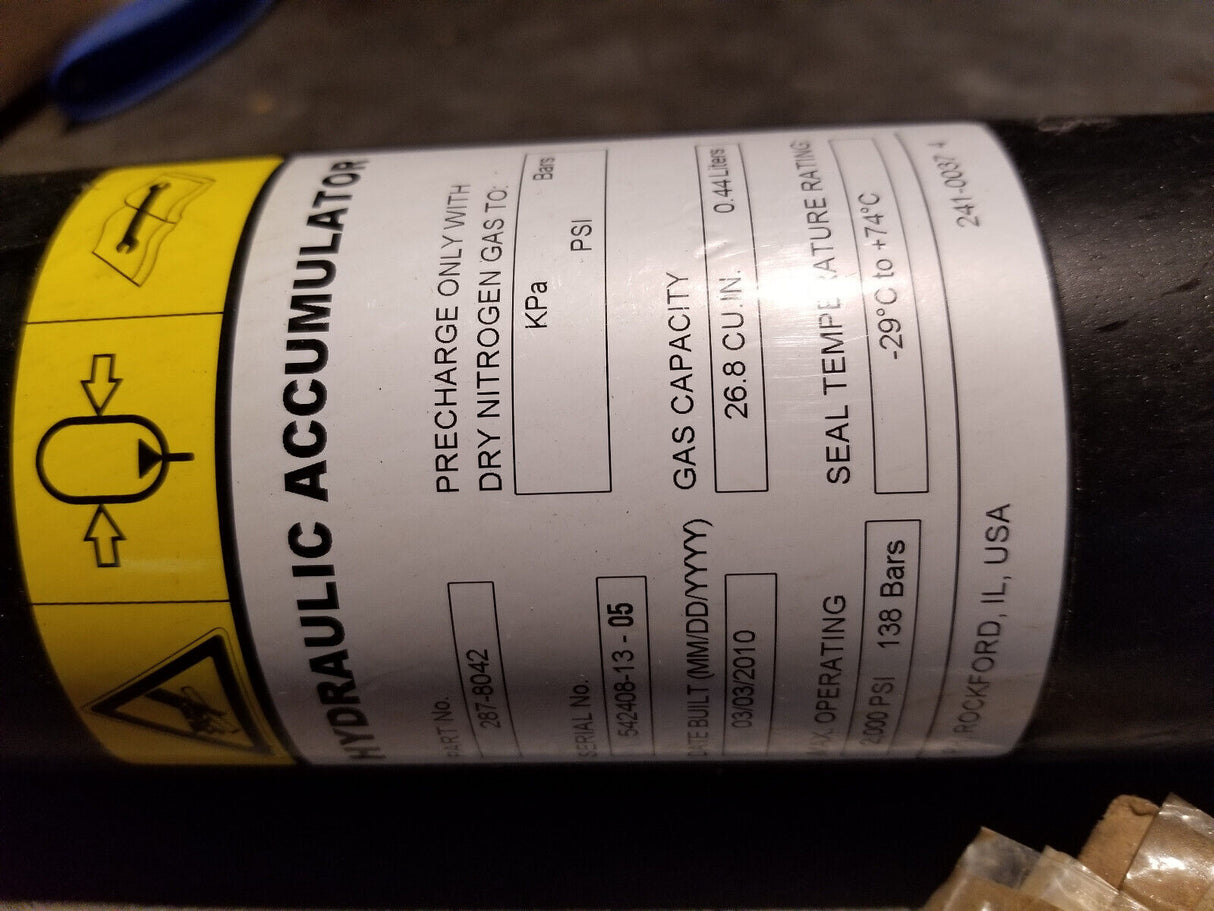 HYDRAULIC ACCUMULATOR
PART No.
287-8042
SERIAL No.
542408-13 - 05
DATE BUILT (MM/DD/YYYY)
03/03/2010
MAX. OPERATING
2000 PSI 138 Bars
PRECHARGE ONLY WITH
DRY NITROGEN GAS TO:
KPa Bars
PSI
GAS CAPACITY
26.8 CU.IN. 0.44 Liters
SEAL TEMPERATURE RATING
-29°C to +74°C
ROCKFORD, IL, USA
241-0037 4